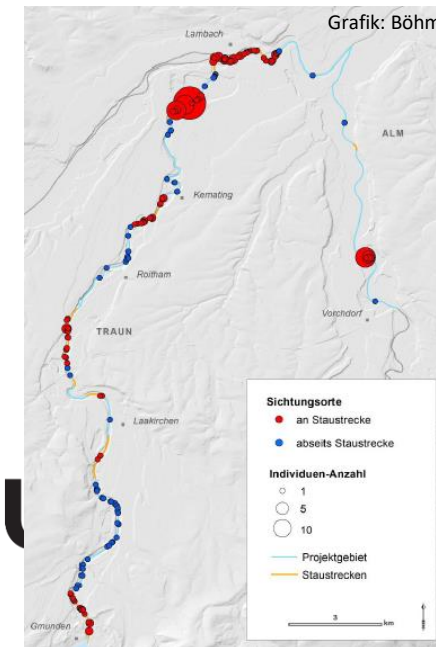 Grafik: Böhm
Lambach
ALM
Kemating
Roitham
Vorchdorf
TRAUN
Laakirchen
Gmunden
Sichtungsorte
an Staustrecke
abseits Staustrecke
Individuen-Anzahl
1
5
10
Projektgebiet
Staustrecken
3
km